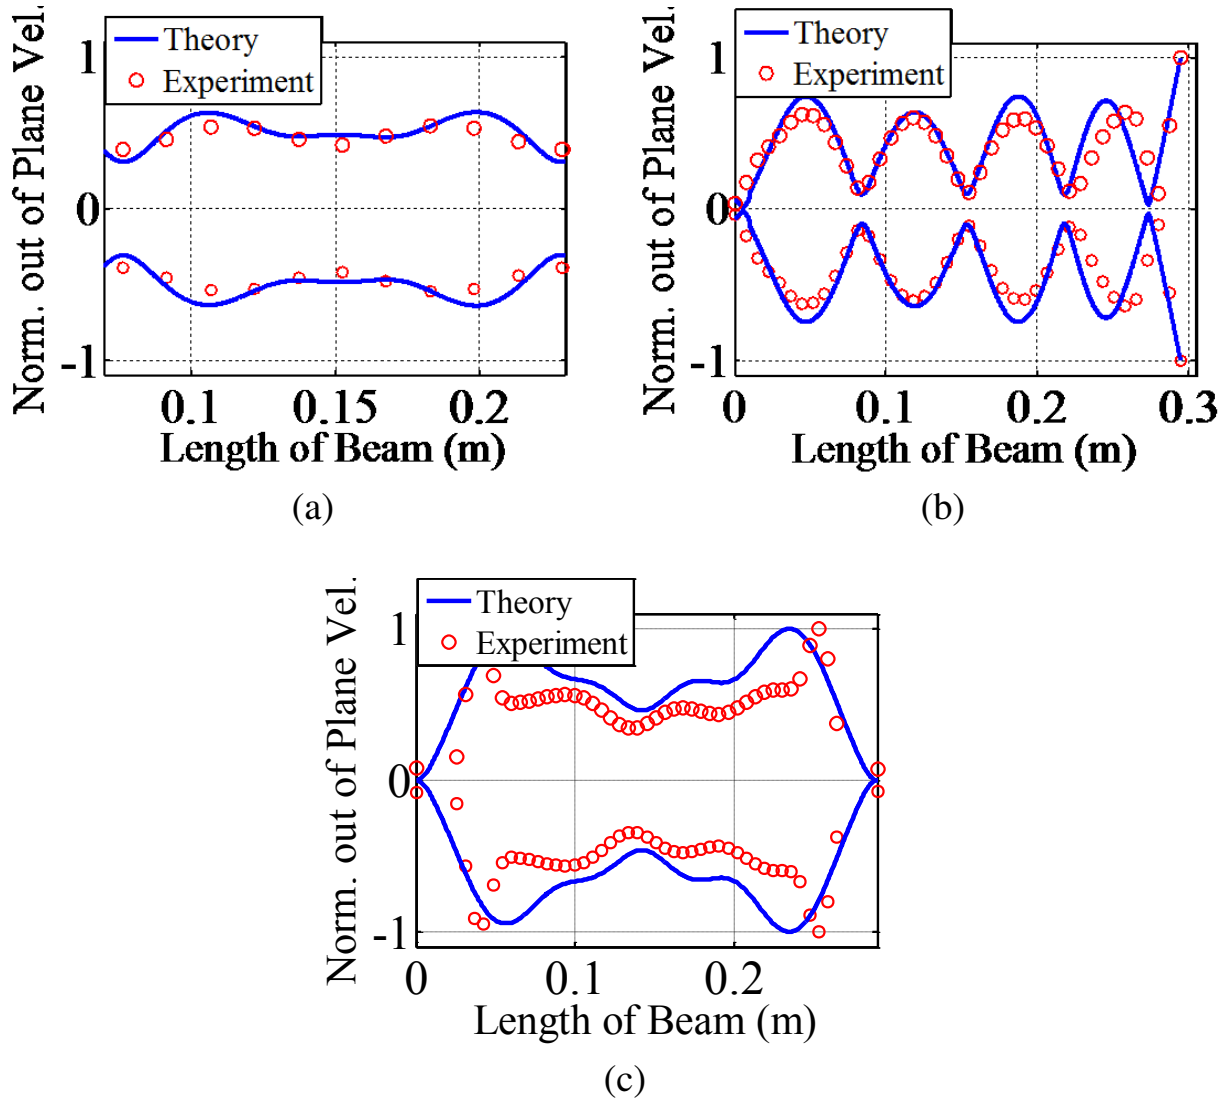 Norm. out of Plane Vel.
Theory
Experiment
1
0
-1
0.1 0.15 0.2
Length of Beam (m)
(a)
Norm. out of Plane Vel.
Theory
Experiment
1
0
-1
0 0.1 0.2 0.3
Length of Beam (m)
(b)
Norm. out of Plane Vel.
Theory
Experiment
1
0
-1
0 0.1 0.2
Length of Beam (m)
(c)